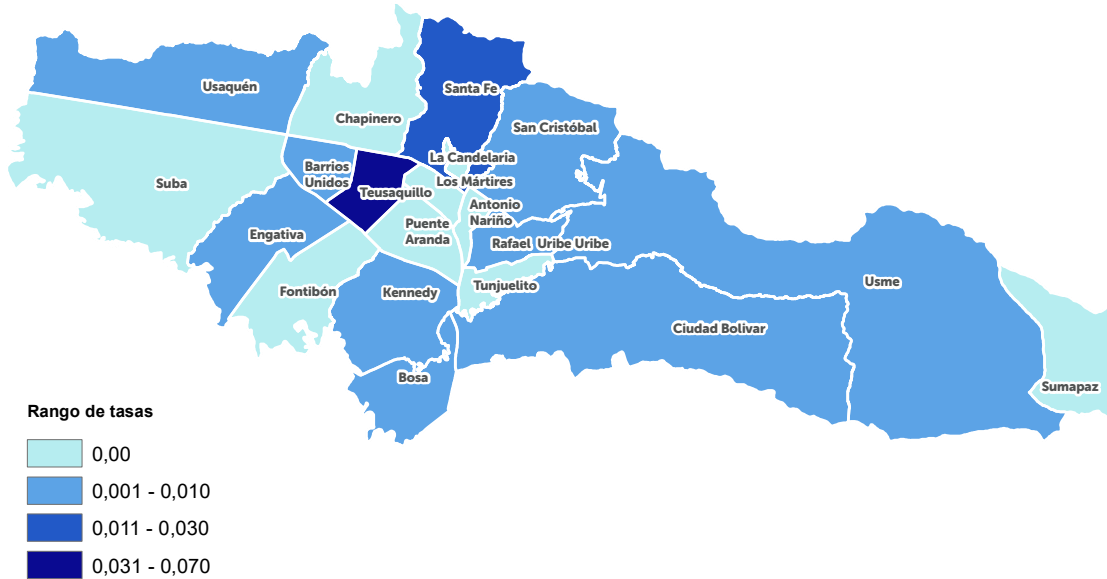 Usaquén
Santa Fe
Chapinero
San Cristóbal
La Candelaria
Barrios
Unidos
Suba
Los Mártires
Teusaquillo
Antonio
Nariño
Puente
Aranda
Engativa
Rafael Uribe Uribe
Usme
Tunjuelito
Fontibón
Kennedy
Ciudad Bolivar
Bosa
Sumapaz
Rango de tasas
0,00
0,001 - 0,010
0,011 - 0,030
0,031 - 0,070